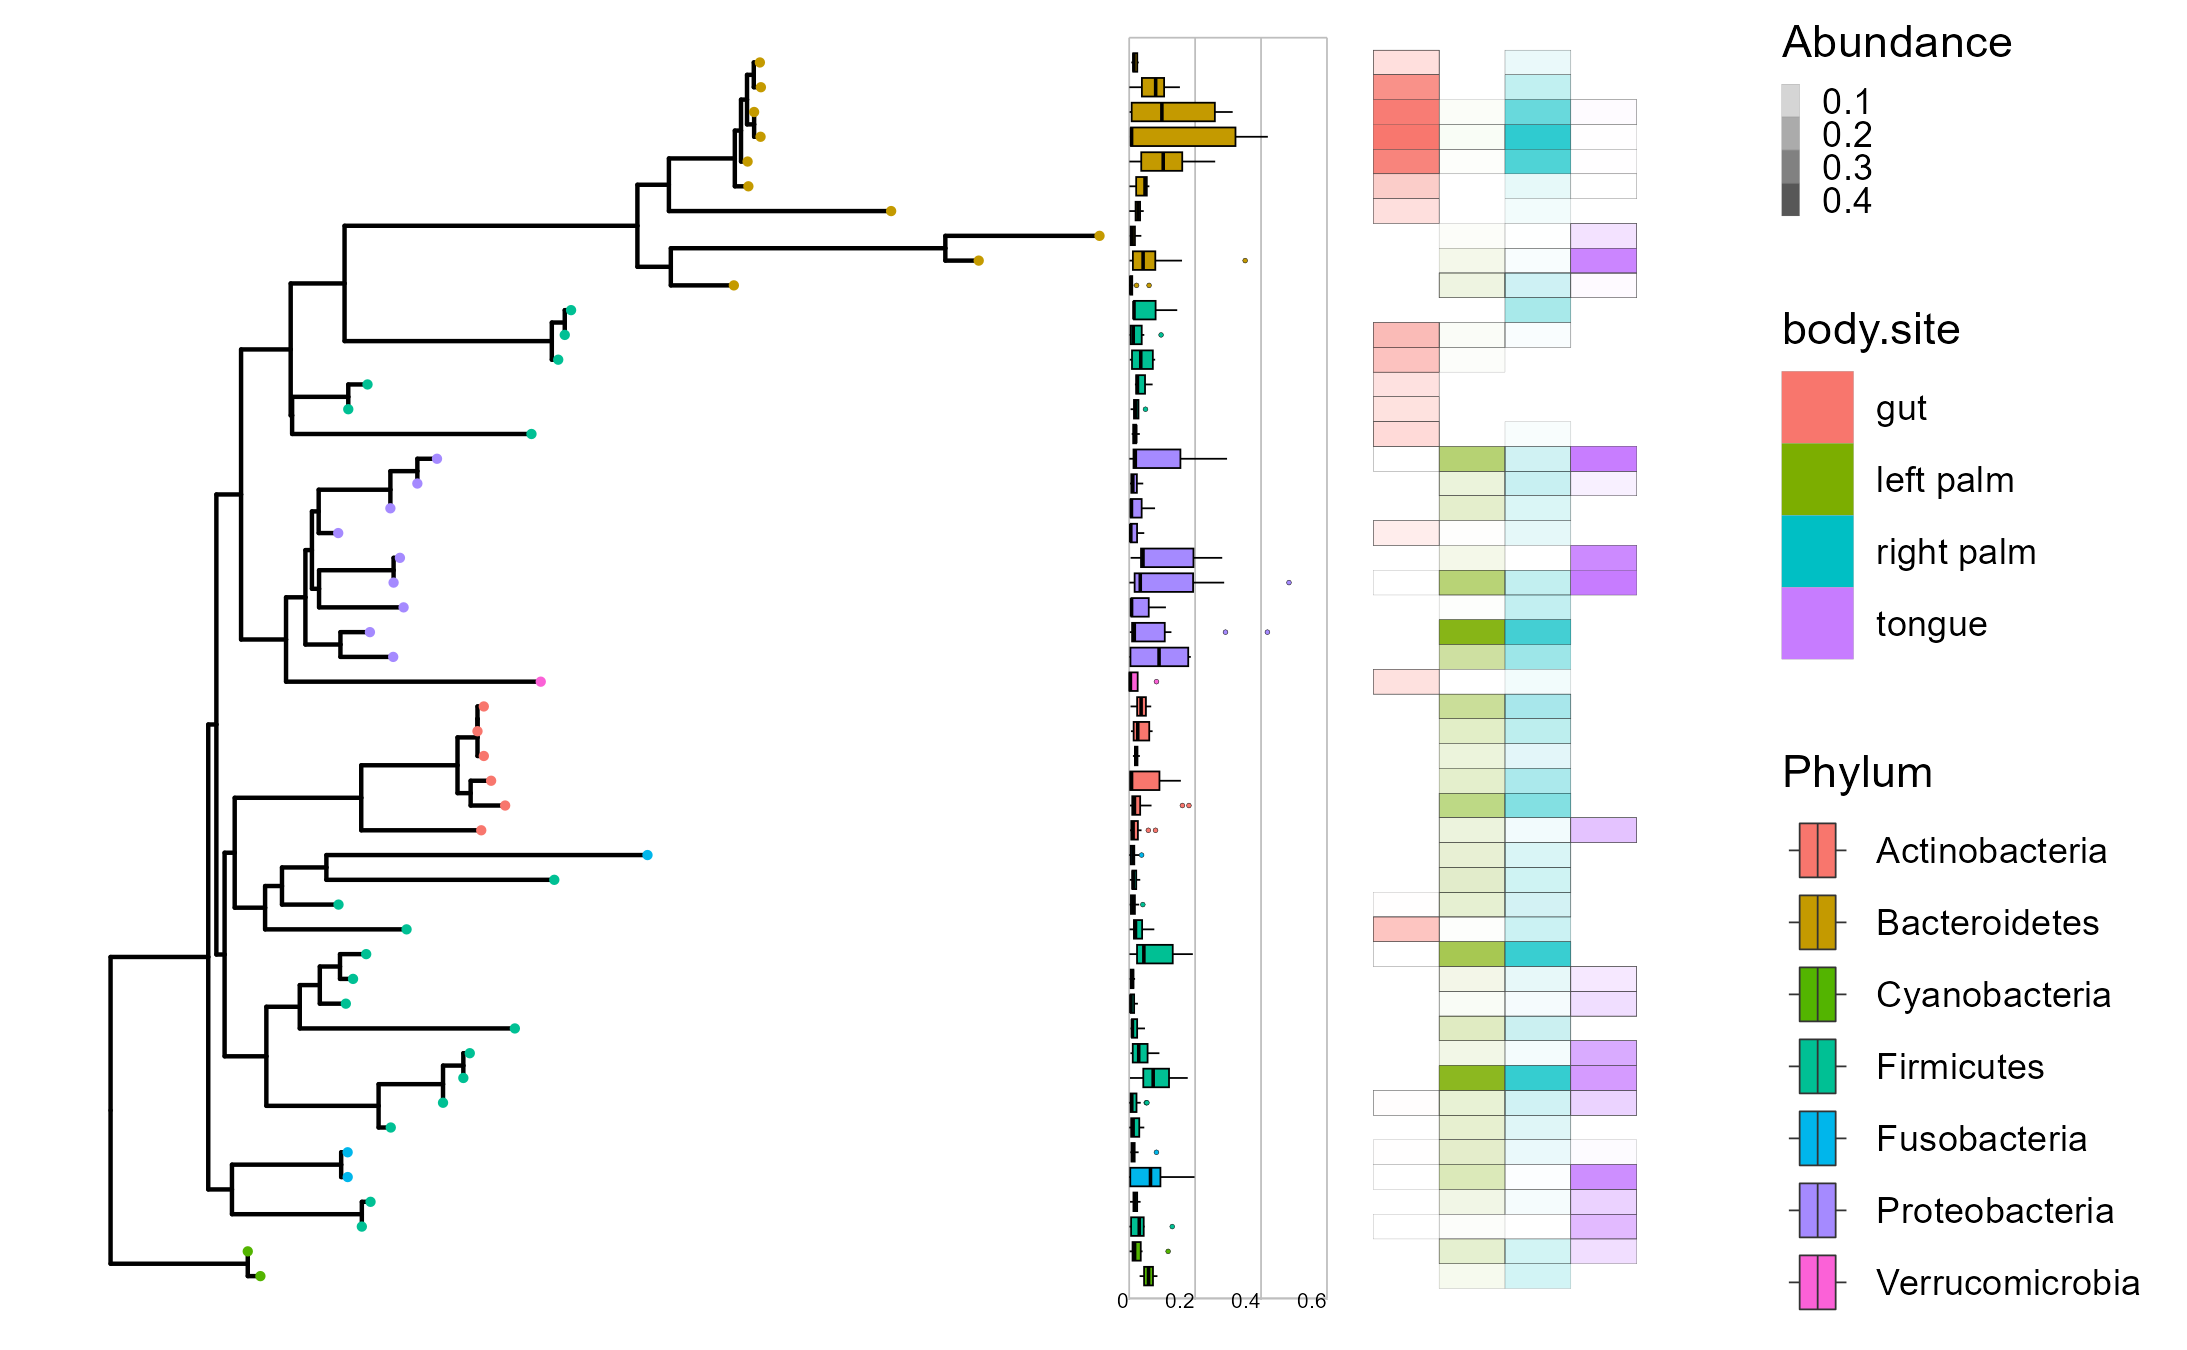 Abundance
0.1
0.2
0.3
0.4
body.site
gut
left palm
right palm
tongue
Phylum
Actinobacteria
Bacteroidetes
Cyanobacteria
Firmicutes
Fusobacteria
Proteobacteria
Verrucomicrobia
0 0.2 0.4 0.6